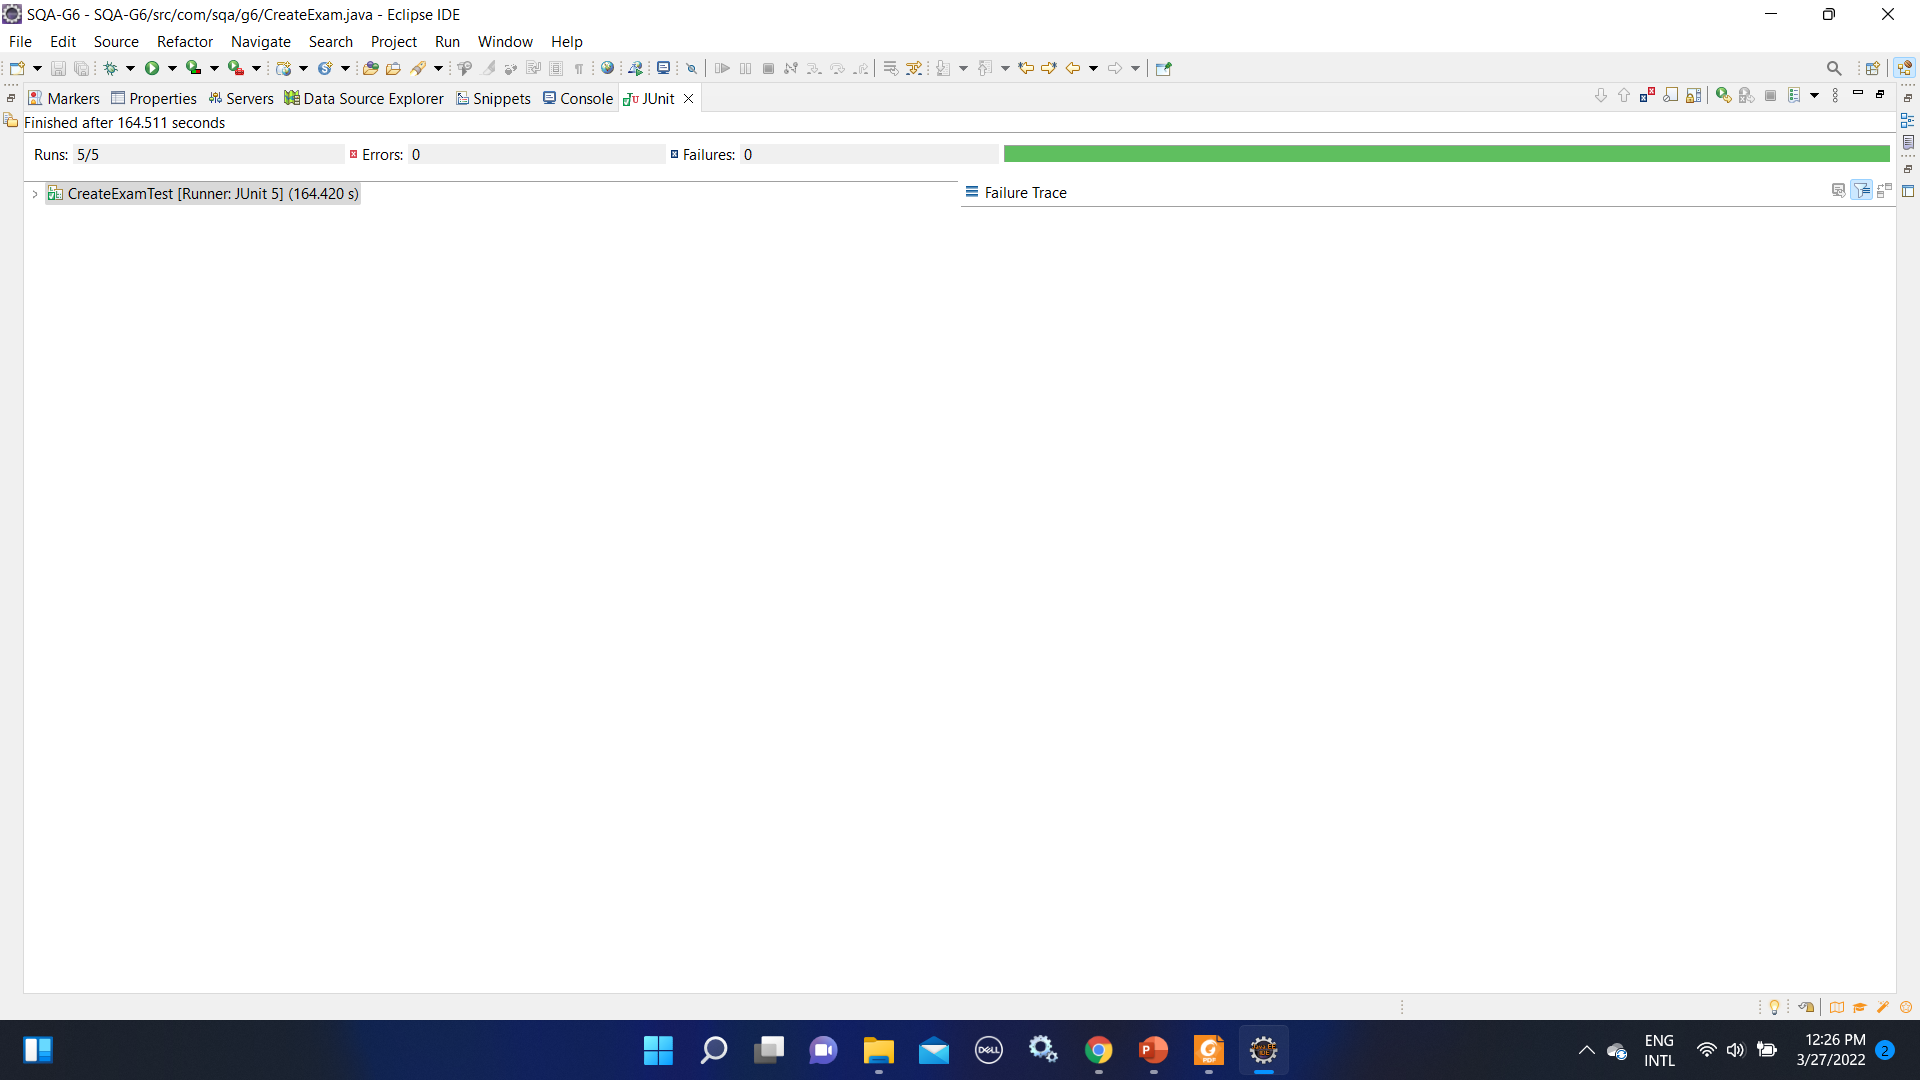 SQA-G6 - SQA-G6/src/com/sqa/g6/CreateExam.java - Eclipse IDE
File Edit Source Refactor Navigate Search Project Run Window Help
Markers Properties Servers Data Source Explorer Snippets Console JUnit
Finished after 164.511 seconds
Runs: 5/5 Errors: 0 Failures: 0
CreateExamTest [Runner: JUnit 5] (164.420 s)
Failure Trace
ENG
INTL
12:26 PM
3/27/2022
2